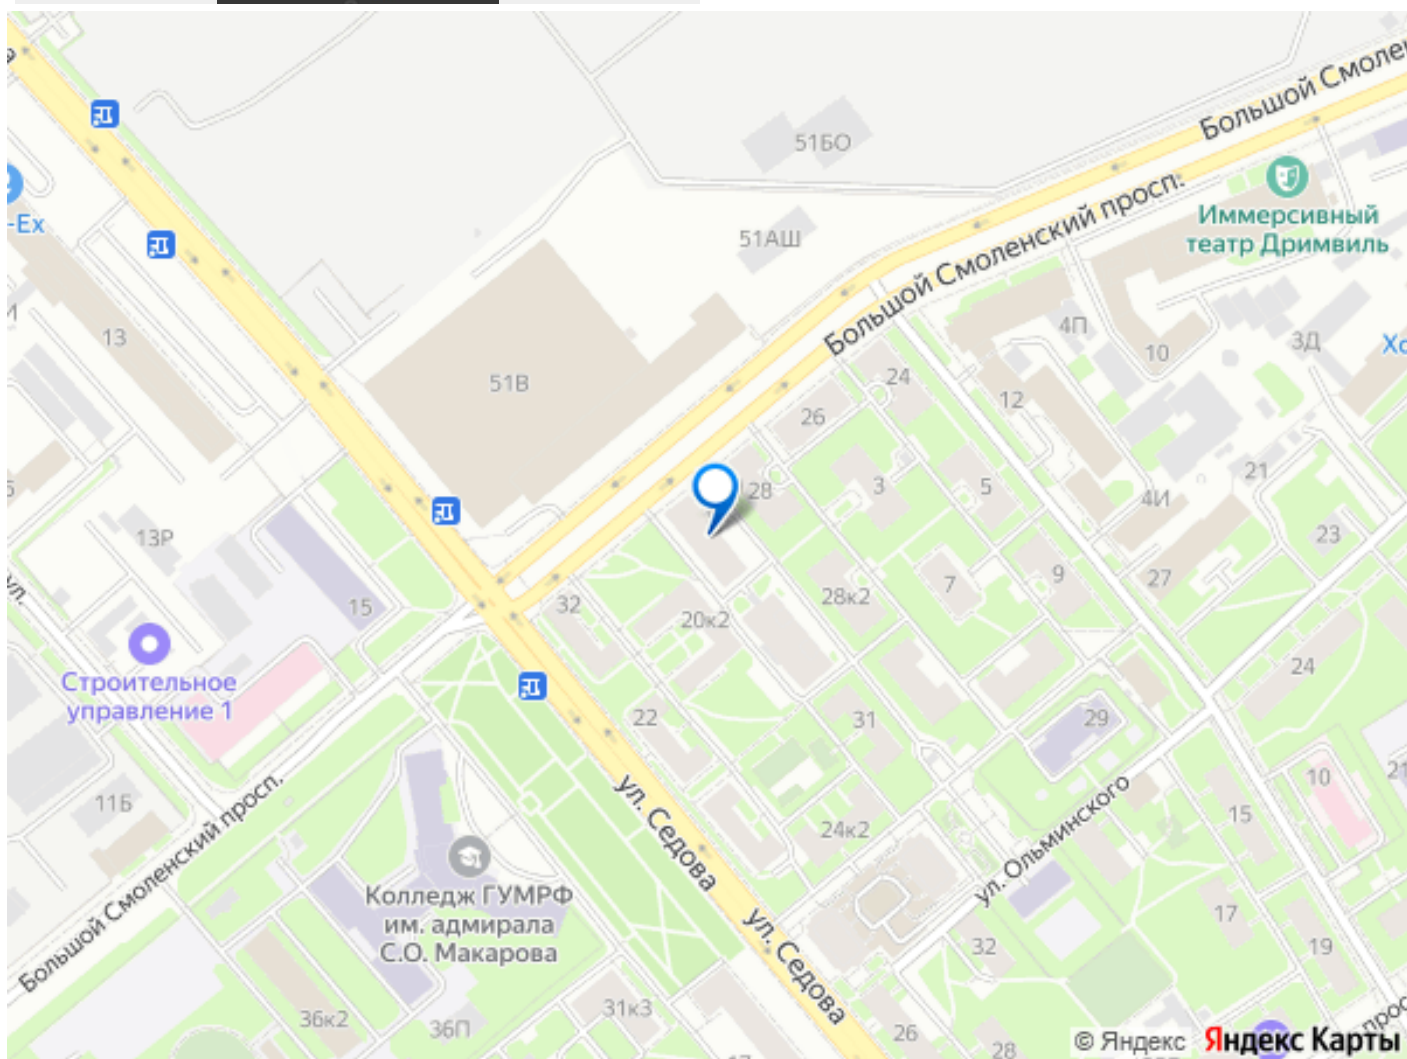 Большой Смоленский просп.
51БО
Иммерсивный
театр Дримвиль
-Ex
51АШ
Большой Смоленский просп.
4П
3Д
13
10
51В
24
12
26
21
28
3
5
4И
23
13Р
9
27
7
15
32
28к2
20к2
24
Строительное
управление 1
22
31
29
10
21
ул. Седова
11Б
15
24к2
ул. Ольминского
Большой Смоленский просп.
Колледж ГУМРФ
им. адмирала
С.О. Макарова
17
ул. Седова
32
19
31к3
36к2
36П
26
28
17
© Яндекс Яндекс Карты